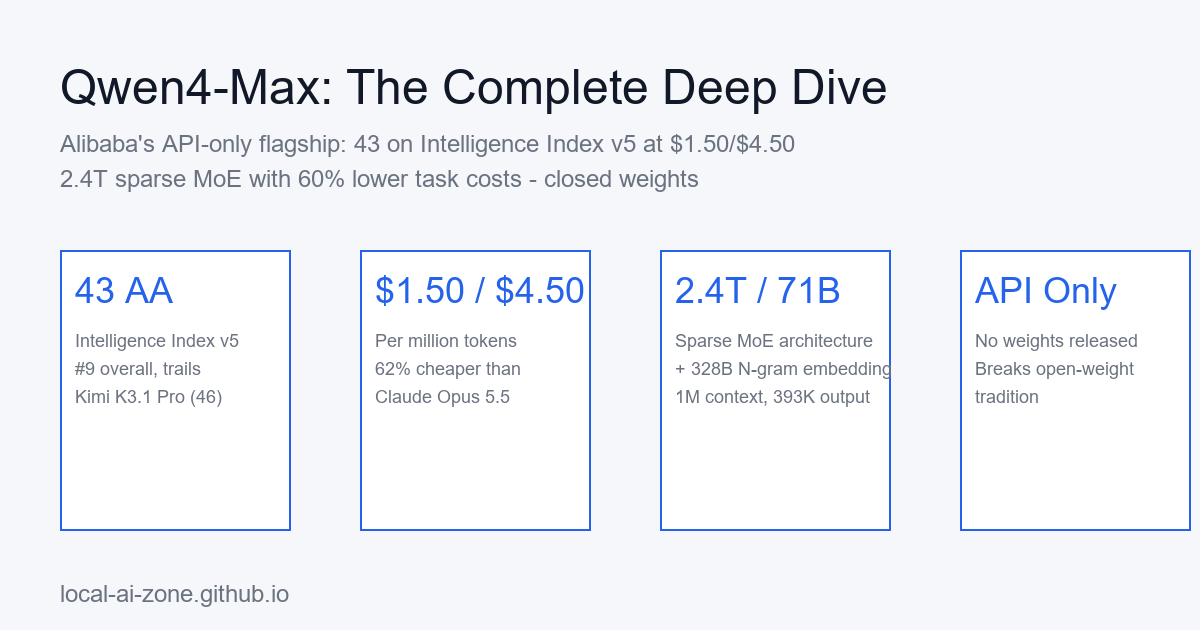 Qwen4-Max: The Complete Deep Dive
Alibaba's API-only flagship: 43 on Intelligence Index v5 at $1.50/$4.50
2.4T sparse MoE with 60% lower task costs - closed weights
43 AA
Intelligence Index v5
#9 overall, trails
Kimi K3.1 Pro (46)
$1.50 / $4.50
Per million tokens
62% cheaper than
Claude Opus 5.5
2.4T / 71B
Sparse MoE architecture
+ 328B N-gram embedding
1M context, 393K output
API Only
No weights released
Breaks open-weight
tradition
local-ai-zone.github.io